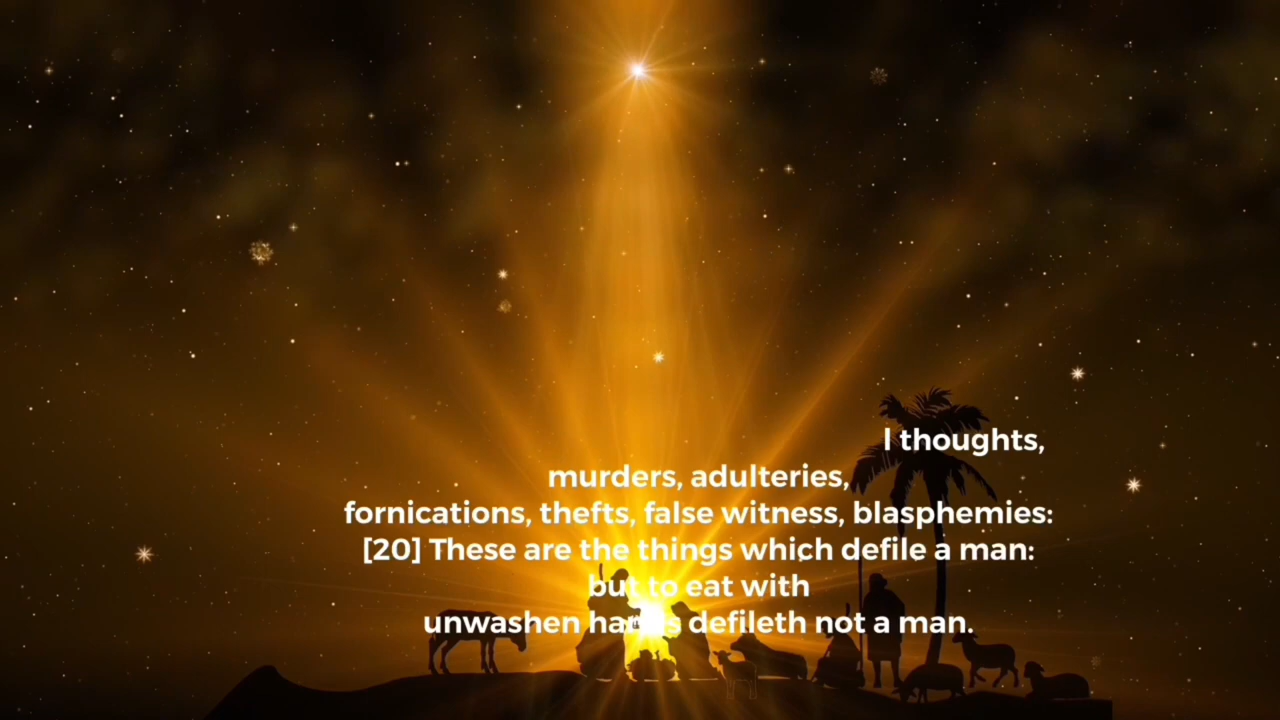 l thoughts,
murders, adulteries,
fornications, thefts, false witness, blasphemies:
[20] These are the things which defile a man:
but to eat with
unwashen hands defileth not a man.